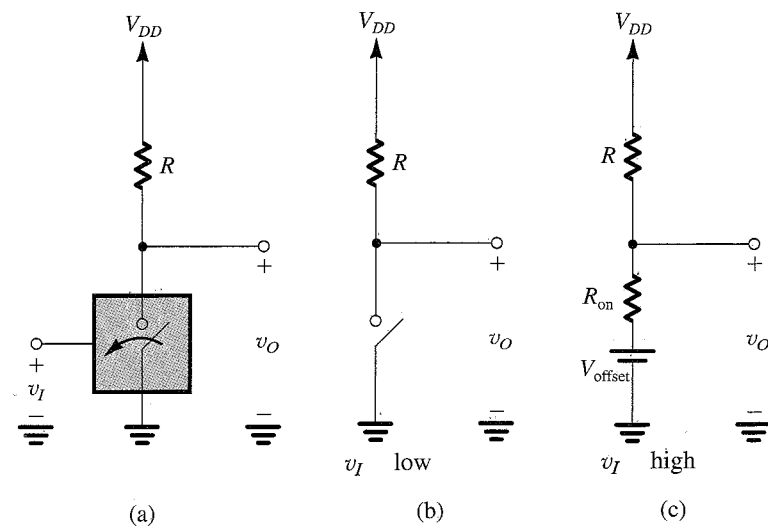 V_DD V_DD V_DD
R R R
+ + +
R_on
v_O v_O v_O
+
V_offset
v_I
− − − −
v_I low v_I high
(a) (b) (c)